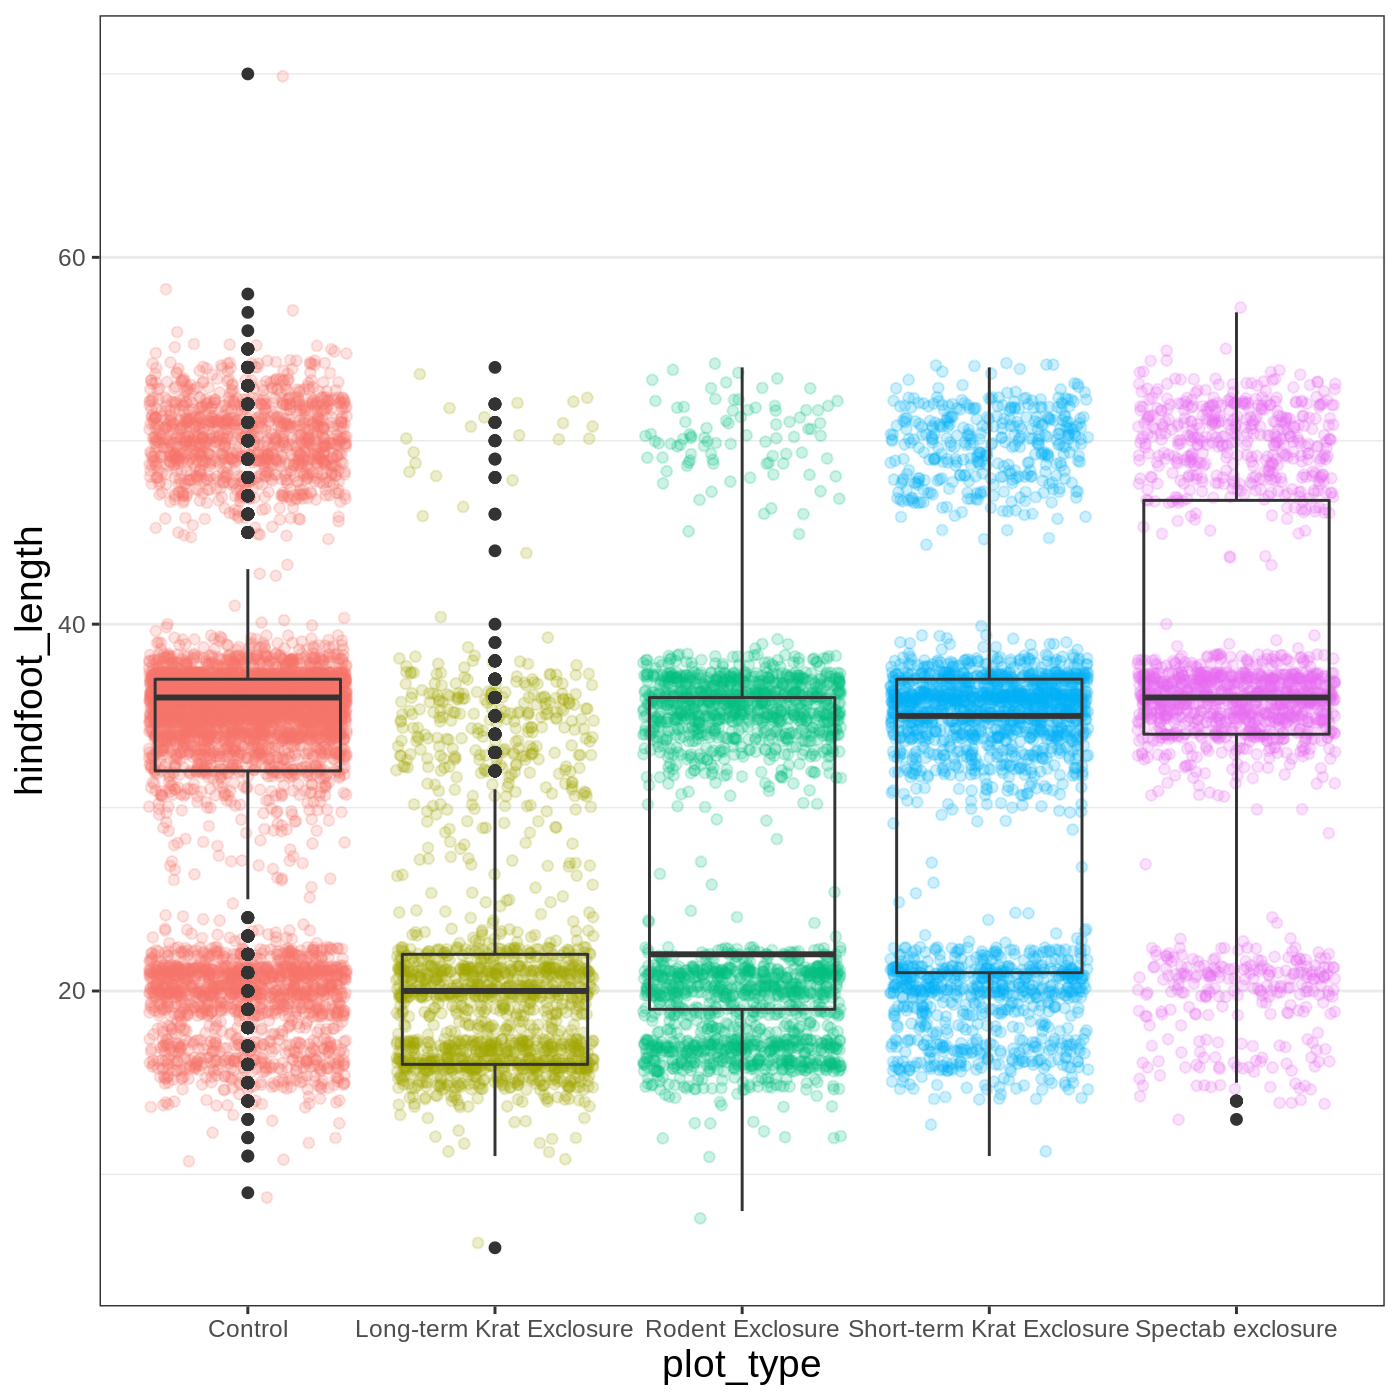 hindfoot_length
60
40
20
Control
Long-term Krat Exclosure
Rodent Exclosure
Short-term Krat Exclosure
Spectab exclosure
plot_type